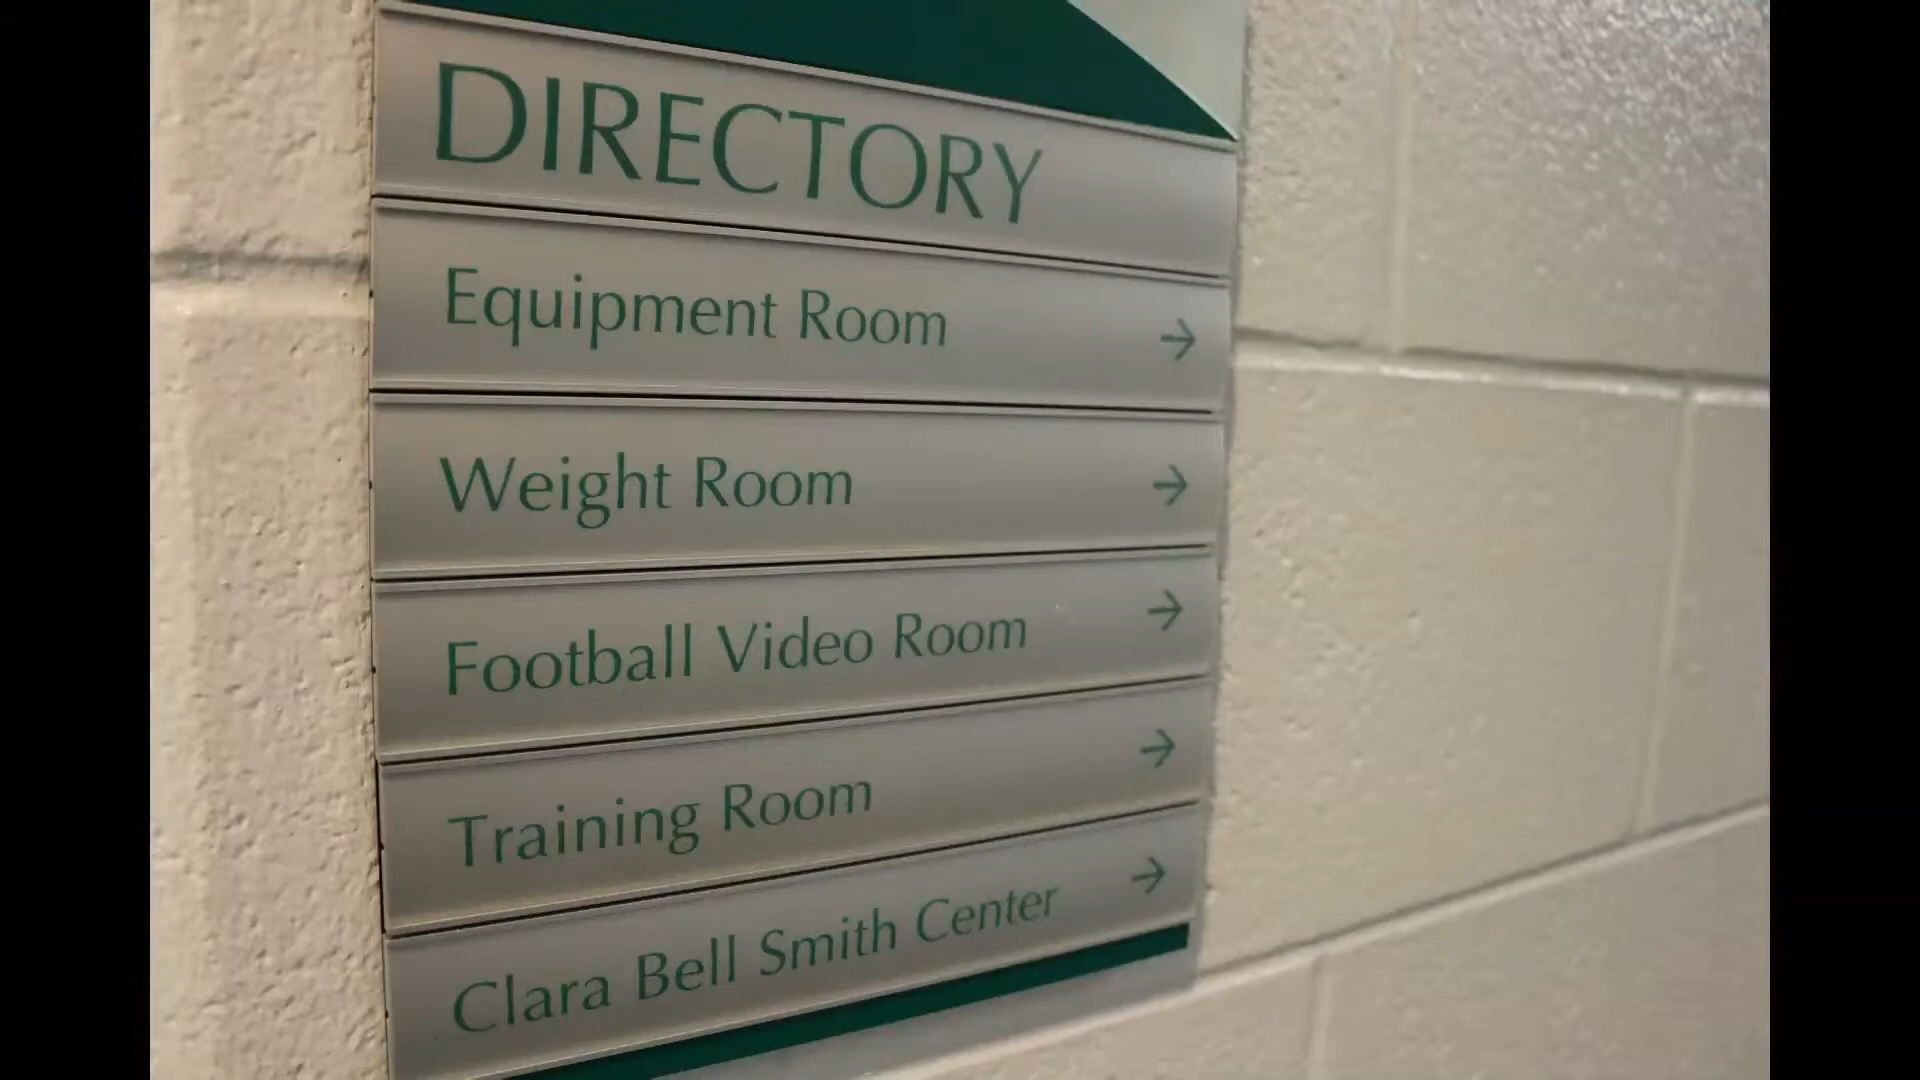 DIRECTORY
Equipment Room →
Weight Room →
Football Video Room →
Training Room →
Clara Bell Smith Center →